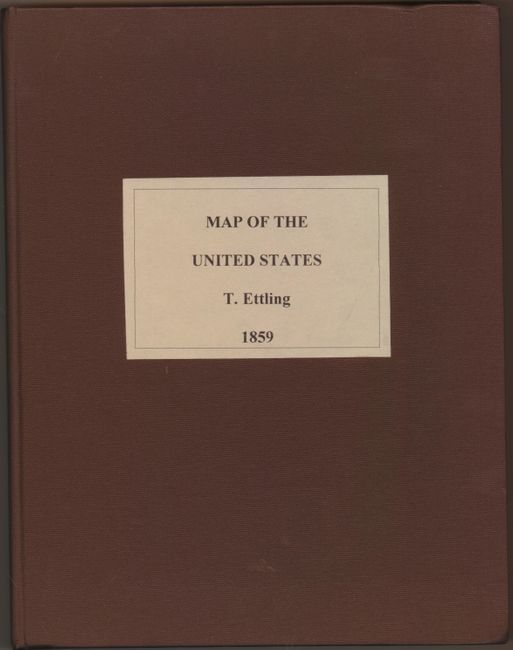 MAP OF THE
UNITED STATES
T. Ettling
1859